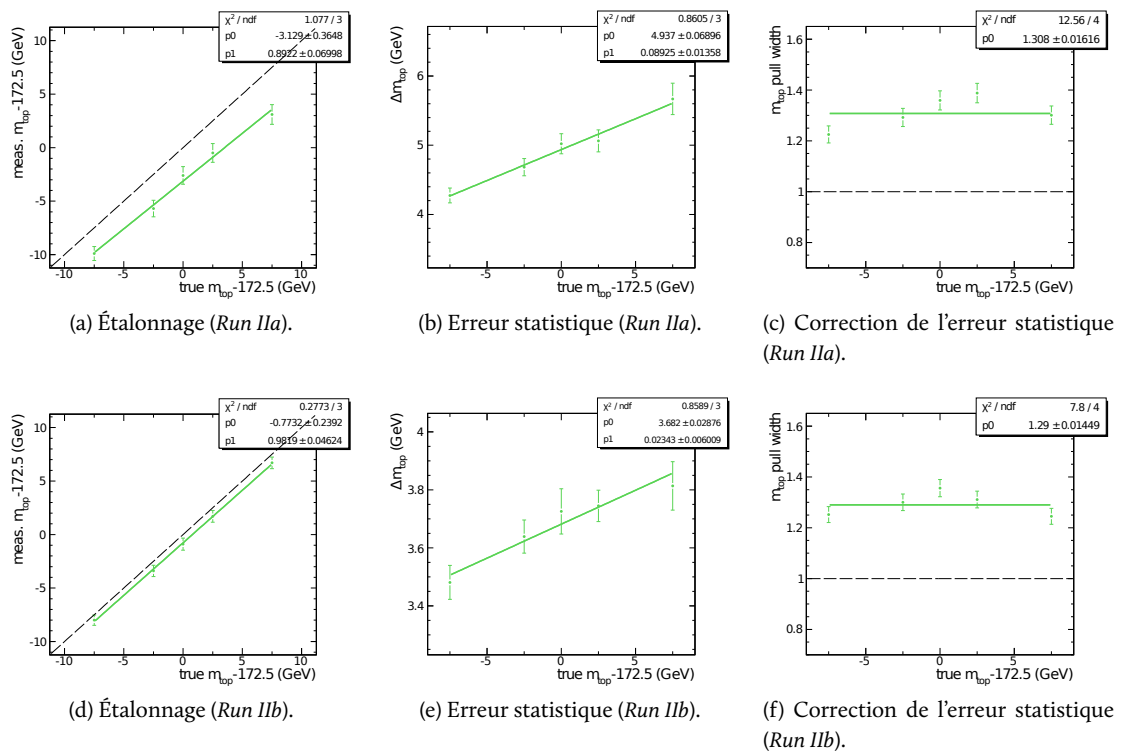 χ² / ndf 1.077 / 3
p0 -3.129 ± 0.3648
p1 0.8922 ± 0.06998
meas. m_top-172.5 (GeV)
10
5
0
-5
-10
-10 -5 0 5 10
true m_top-172.5 (GeV)
(a) Étalonnage (Run IIa).
χ² / ndf 0.8605 / 3
p0 4.937 ± 0.06896
p1 0.08925 ± 0.01358
Δm_top (GeV)
6
5
4
-5 0 5
true m_top-172.5 (GeV)
(b) Erreur statistique (Run IIa).
χ² / ndf 12.56 / 4
p0 1.308 ± 0.01616
m_top pull width
1.6
1.4
1.2
1
0.8
-5 0 5
true m_top-172.5 (GeV)
(c) Correction de l'erreur statistique
(Run IIa).
χ² / ndf 0.2773 / 3
p0 -0.7732 ± 0.2392
p1 0.9819 ± 0.04624
meas. m_top-172.5 (GeV)
10
5
0
-5
-10
-10 -5 0 5 10
true m_top-172.5 (GeV)
(d) Étalonnage (Run IIb).
χ² / ndf 0.8589 / 3
p0 3.682 ± 0.02876
p1 0.02343 ± 0.006009
Δm_top (GeV)
4
3.8
3.6
3.4
-5 0 5
true m_top-172.5 (GeV)
(e) Erreur statistique (Run IIb).
χ² / ndf 7.8 / 4
p0 1.29 ± 0.01449
m_top pull width
1.6
1.4
1.2
1
0.8
-5 0 5
true m_top-172.5 (GeV)
(f) Correction de l'erreur statistique
(Run IIb).